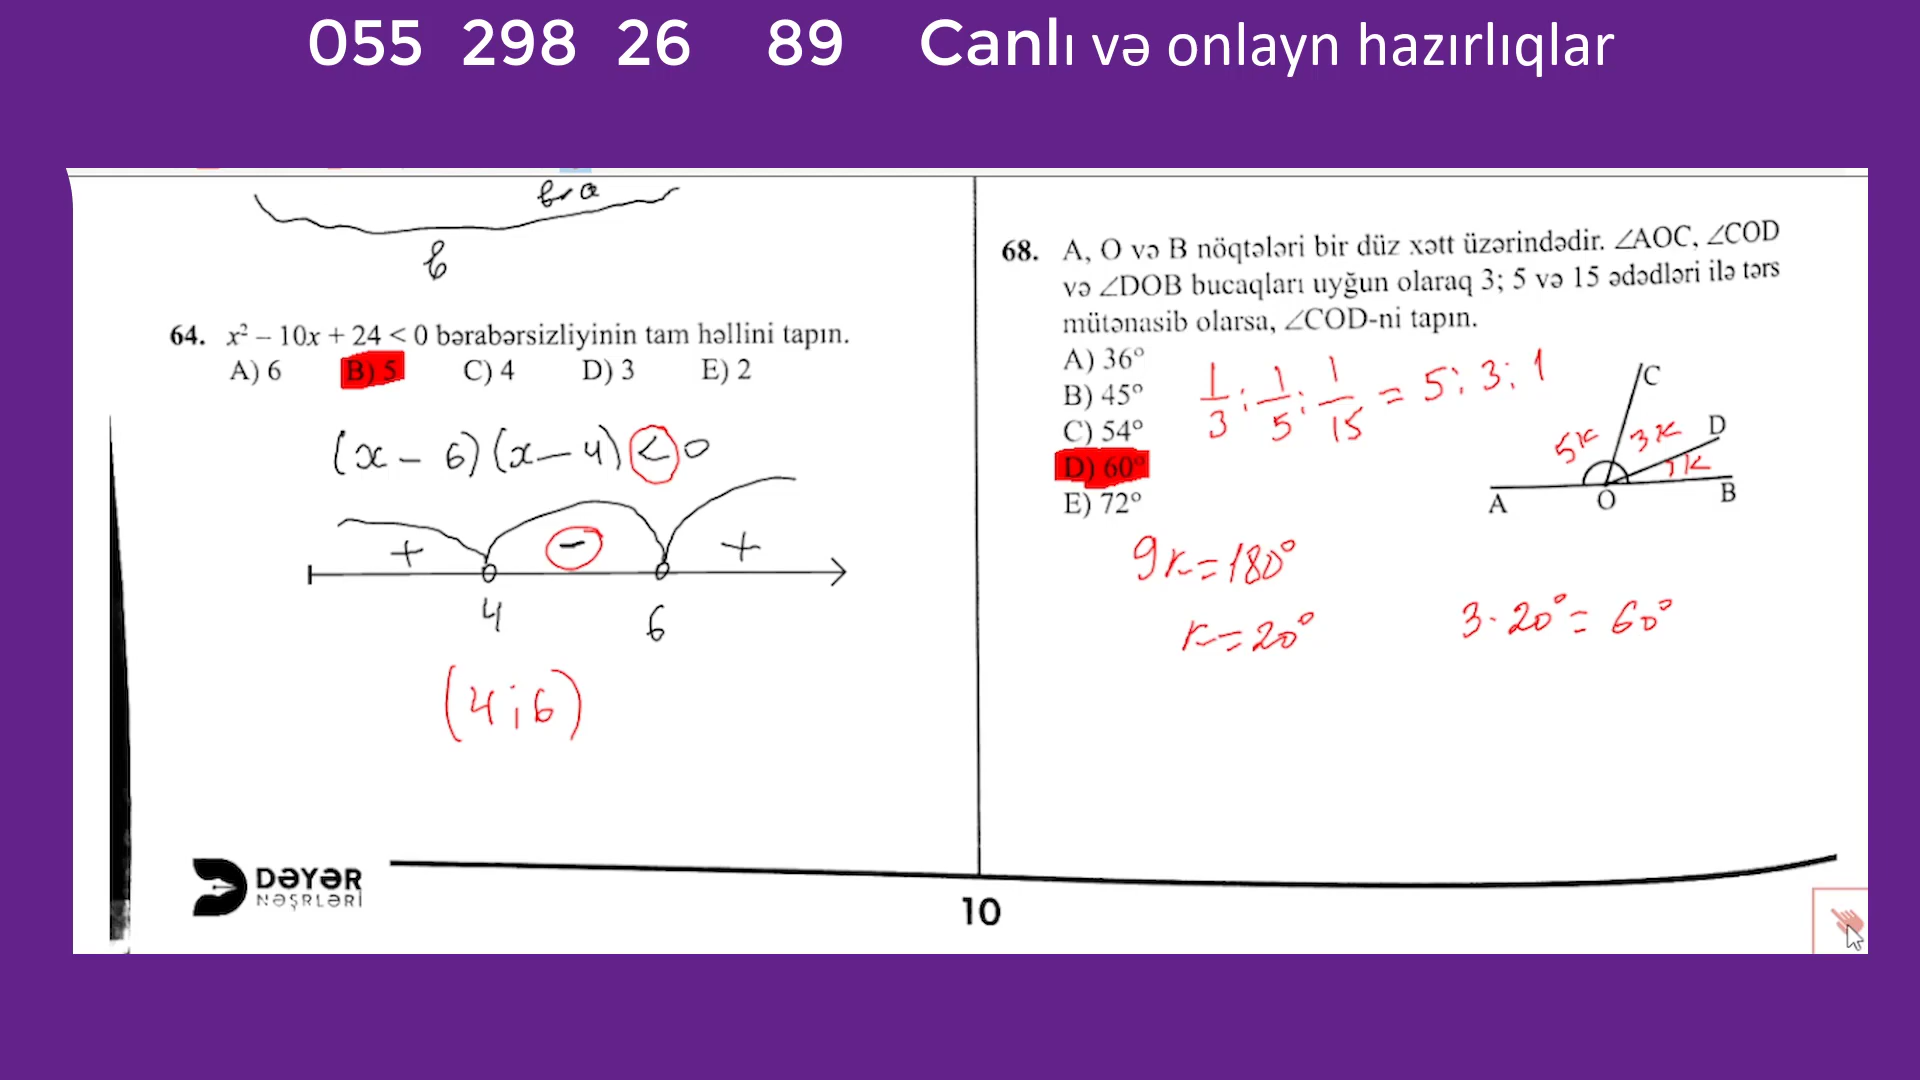 055 298 26 89 Canlı və onlayn hazırlıqlar
b
64. x² – 10x + 24 < 0 bərabərsizliyinin tam həllini tapın.
A) 6 B) 5 C) 4 D) 3 E) 2
(x – 6)(x – 4) < 0
+ – +
4 6
(4;6)
68. A, O və B nöqtələri bir düz xətt üzərindədir. ∠AOC, ∠COD
və ∠DOB bucaqları uyğun olaraq 3; 5 və 15 ədədləri ilə tərs
mütənasib olarsa, ∠COD-ni tapın.
A) 36°
B) 45°
C) 54°
D) 60°
E) 72°
1/3 : 1/5 : 1/15 = 5 : 3 : 1
C
5k 3k D
1k
A O B
9k = 180°
k = 20°
3 · 20° = 60°
DƏYƏR
NƏŞRLƏRİ
10